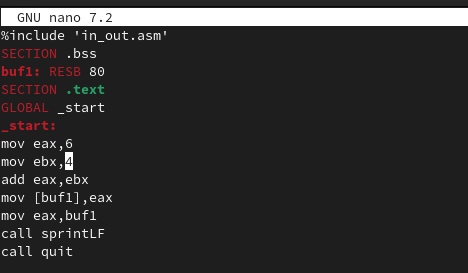 GNU nano 7.2
%include 'in_out.asm'
SECTION .bss
buf1: RESB 80
SECTION .text
GLOBAL _start
_start:
mov eax,6
mov ebx,4
add eax,ebx
mov [buf1],eax
mov eax,buf1
call sprintLF
call quit